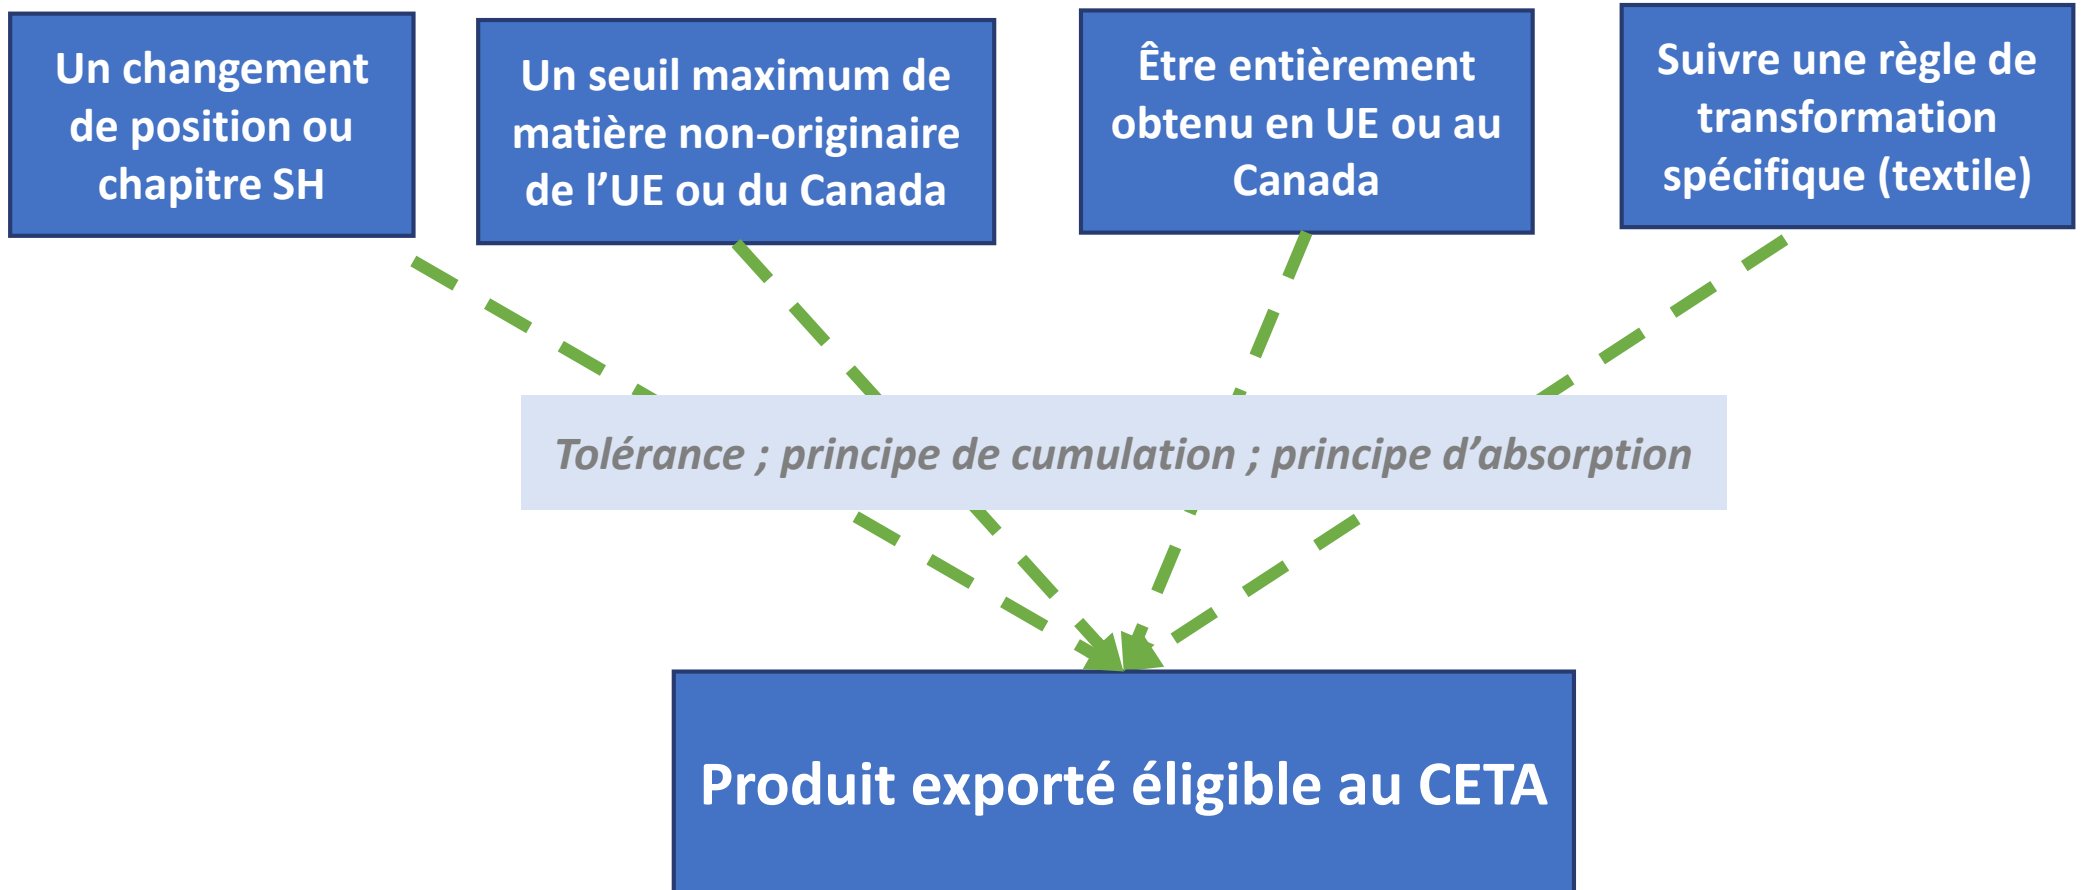 Un changement
de position ou
chapitre SH
Un seuil maximum de
matière non-originaire
de l’UE ou du Canada
Être entièrement
obtenu en UE ou au
Canada
Suivre une règle de
transformation
spécifique (textile)
Tolérance ; principe de cumulation ; principe d’absorption
Produit exporté éligible au CETA